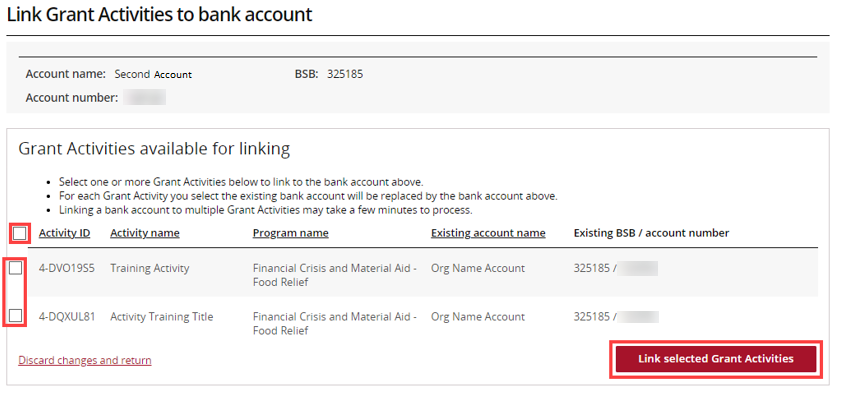 Link Grant Activities to bank account
Account name: Second Account BSB: 325185
Account number:
Grant Activities available for linking
• Select one or more Grant Activities below to link to the bank account above.
• For each Grant Activity you select the existing bank account will be replaced by the bank account above.
• Linking a bank account to multiple Grant Activities may take a few minutes to process.
Activity ID Activity name Program name Existing account name Existing BSB / account number
4-DVO19S5 Training Activity Financial Crisis and Material Aid - Org Name Account 325185 /
Food Relief
4-DQXUL81 Activity Training Title Financial Crisis and Material Aid - Org Name Account 325185 /
Food Relief
Discard changes and return Link selected Grant Activities